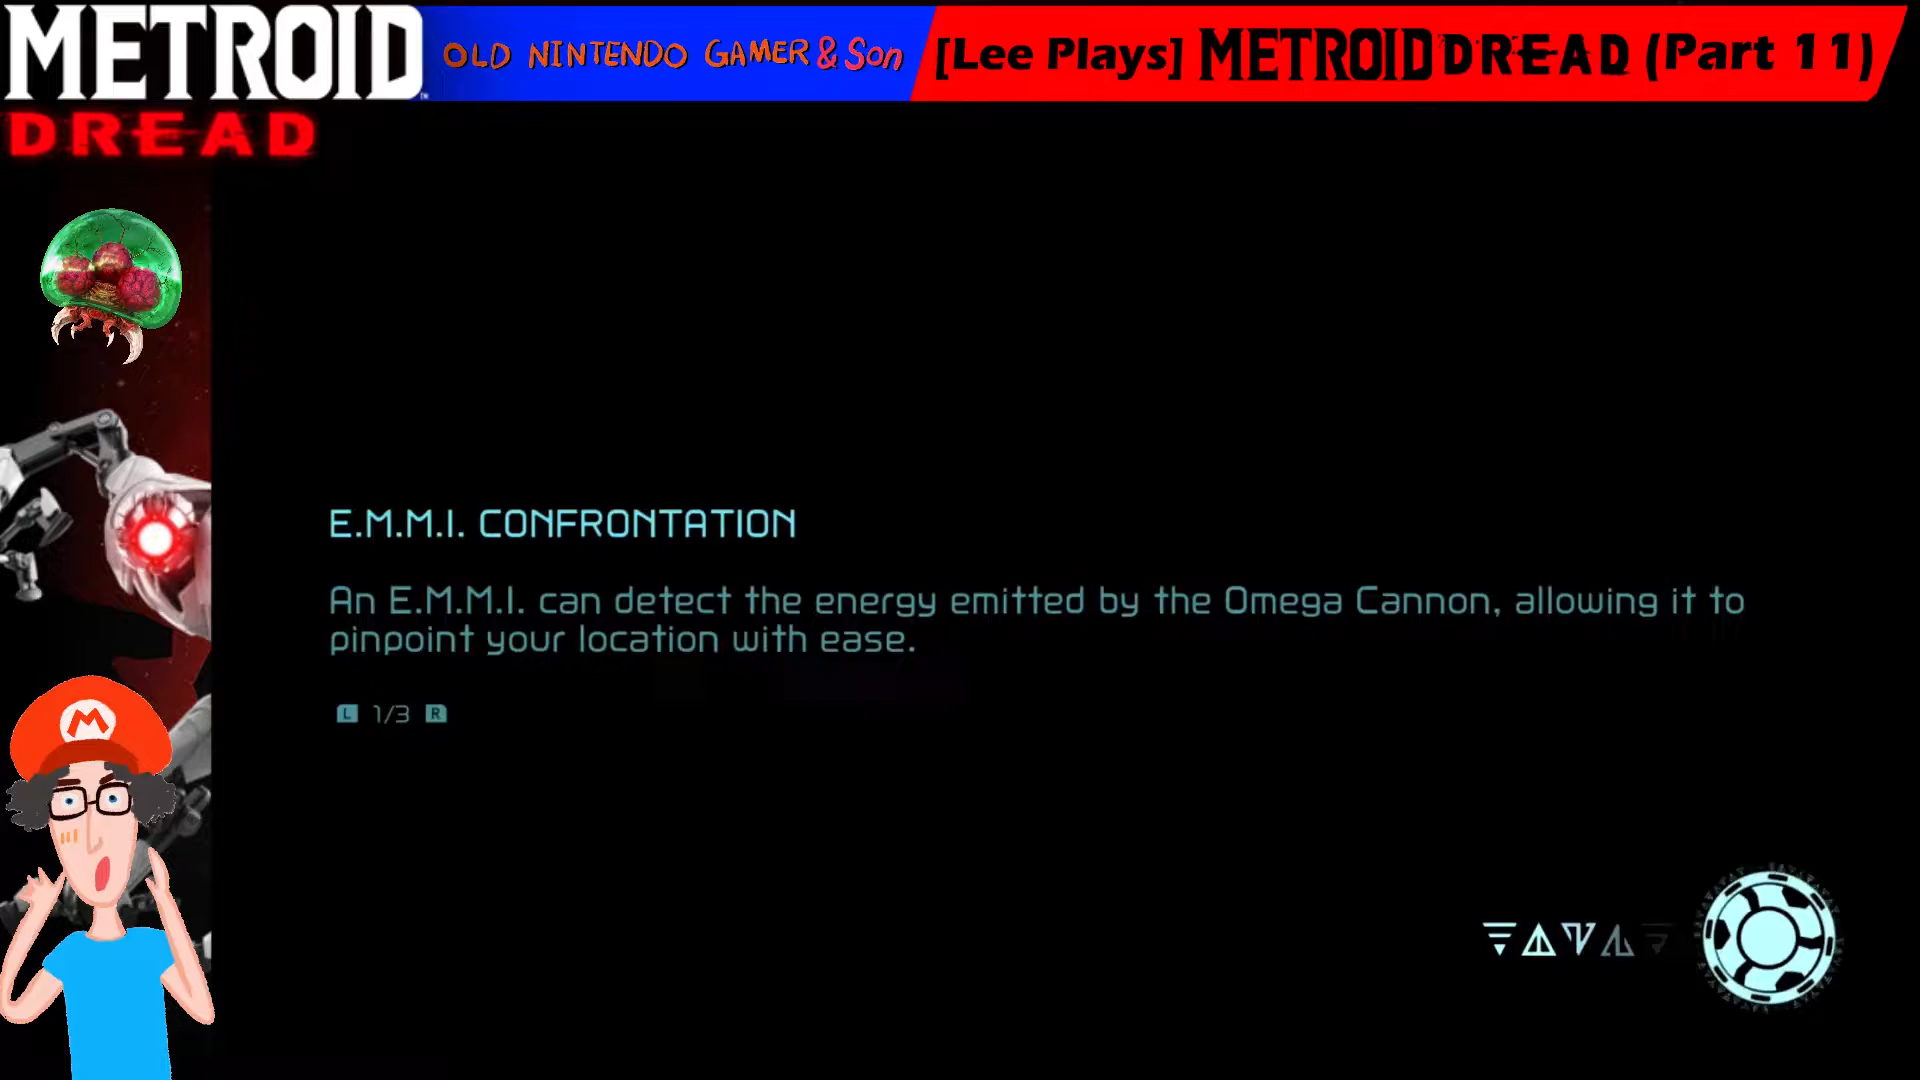 METROID™
DREAD
OLD NINTENDO GAMER & Son
[Lee Plays] METROID DREAD (Part 11)
E.M.M.I. CONFRONTATION
An E.M.M.I. can detect the energy emitted by the Omega Cannon, allowing it to
pinpoint your location with ease.
L 1/3 R
M